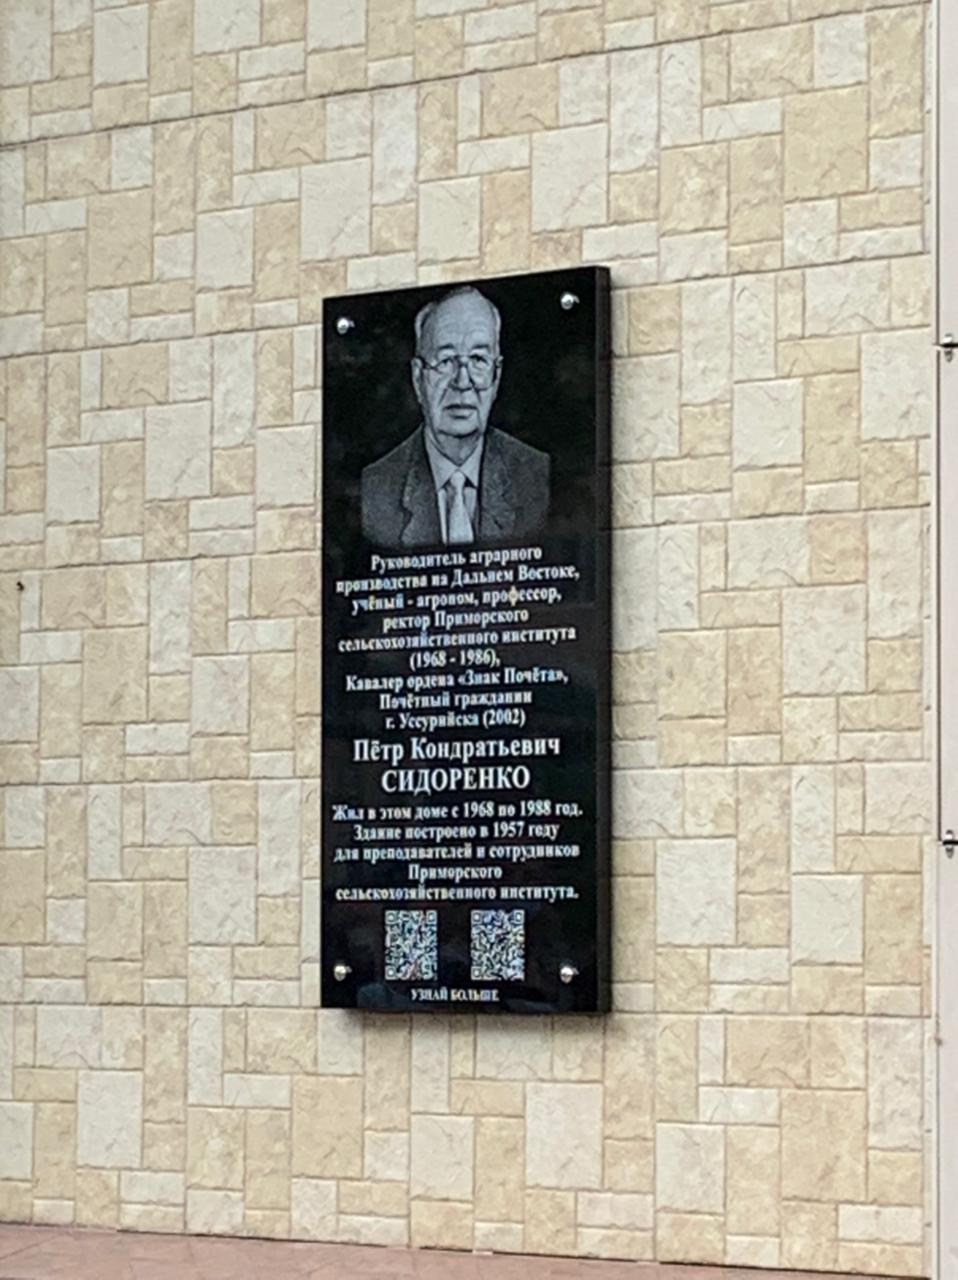 Руководитель аграрного
производства на Дальнем Востоке,
учёный - агроном, профессор,
ректор Приморского
сельскохозяйственного института
(1968 - 1986),
Кавалер ордена «Знак Почёта»,
Почётный гражданин
г. Уссурийска (2002)
Пётр Кондратьевич
СИДОРЕНКО
Жил в этом доме с 1968 по 1988 год.
Здание построено в 1957 году
для преподавателей и сотрудников
Приморского
сельскохозяйственного института.
УЗНАЙ БОЛЬШЕ